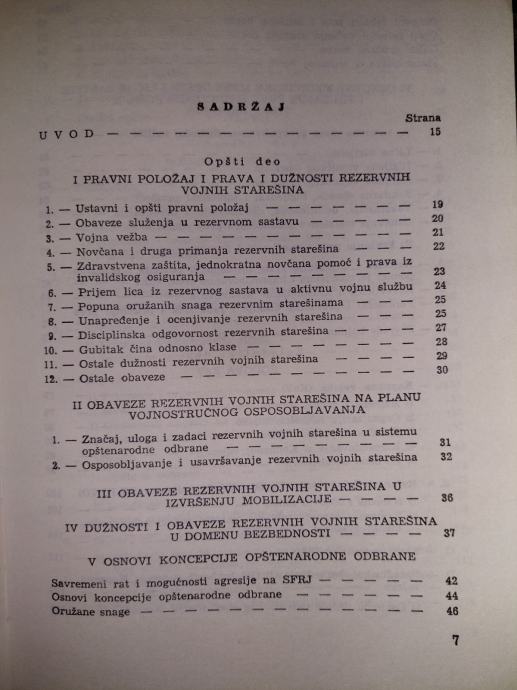 SADRŽAJ
Strana
UVOD — — — — — — — — — — — — — 15
Opšti deo
I PRAVNI POLOŽAJ I PRAVA I DUŽNOSTI REZERVNIH
VOJNIH STAREŠINA
1. — Ustavni i opšti pravni položaj — — — — — — 19
2. — Obaveze služenja u rezervnom sastavu — — — — 20
3. — Vojna vežba — — — — — — — — — — 21
4. — Novčana i druga primanja rezervnih starešina — — 22
5. — Zdravstvena zaštita, jednokratna novčana pomoć i prava iz
invalidskog osiguranja — — — — — — — — 23
6. — Prijem lica iz rezervnog sastava u aktivnu vojnu službu 24
7. — Popuna oružanih snaga rezervnim starešinama — — — 25
8. — Unapređenje i ocenjivanje rezervnih starešina — — — 25
9. — Disciplinska odgovornost rezervnih starešina — — — 27
10. — Gubitak čina odnosno klase — — — — — — 28
11. — Ostale dužnosti rezervnih vojnih starešina — — — 29
12. — Ostale obaveze — — — — — — — — — 30
II OBAVEZE REZERVNIH VOJNIH STAREŠINA NA PLANU
VOJNOSTRUČNOG OSPOSOBLJAVANJA
1. — Značaj, uloga i zadaci rezervnih vojnih starešina u sistemu
opštenarodne odbrane — — — — — — — — 31
2. — Osposobljavanje i usavršavanje rezervnih vojnih starešina 32
III OBAVEZE REZERVNIH VOJNIH STAREŠINA U
IZVRŠENJU MOBILIZACIJE — — — — 36
IV DUŽNOSTI I OBAVEZE REZERVNIH VOJNIH STAREŠINA
U DOMENU BEZBEDNOSTI — — — — 37
V OSNOVI KONCEPCIJE OPŠTENARODNE ODBRANE
Savremeni rat i mogućnosti agresije na SFRJ — — — — 42
Osnovi koncepcije opštenarodne odbrane — — — — — 44
Oružane snage — — — — — — — — — — — 46
7